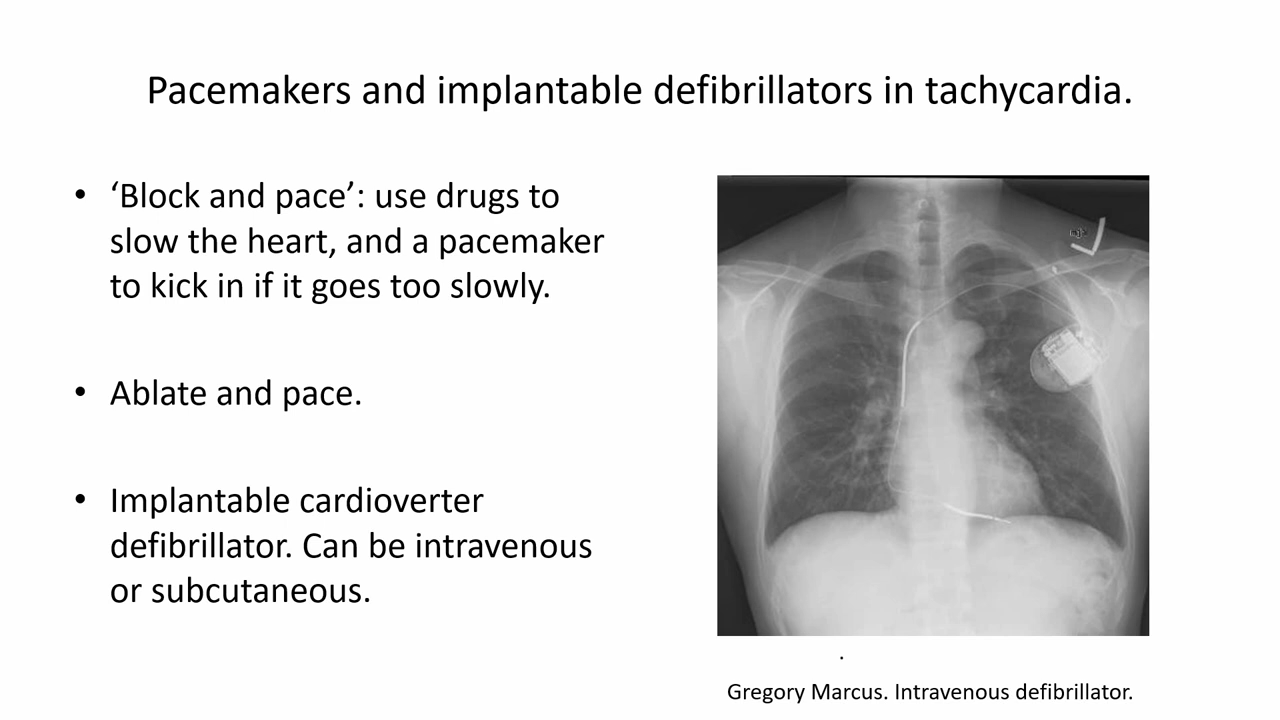 Pacemakers and implantable defibrillators in tachycardia.
• ‘Block and pace’: use drugs to
slow the heart, and a pacemaker
to kick in if it goes too slowly.
• Ablate and pace.
• Implantable cardioverter
defibrillator. Can be intravenous
or subcutaneous.
L
.
Gregory Marcus. Intravenous defibrillator.